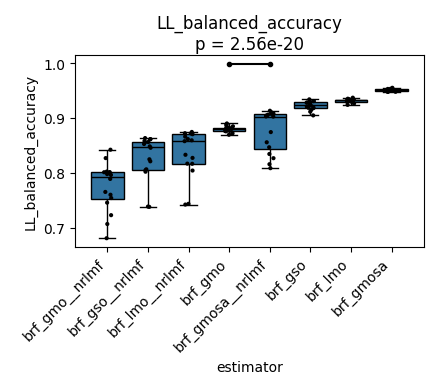 LL_balanced_accuracy
p = 2.56e-20
LL_balanced_accuracy
1.0
0.9
0.8
0.7
brf_gmo__nrlmf
brf_gso__nrlmf
brf_lmo__nrlmf
brf_gmo
brf_gmosa__nrlmf
brf_gso
brf_lmo
brf_gmosa
estimator